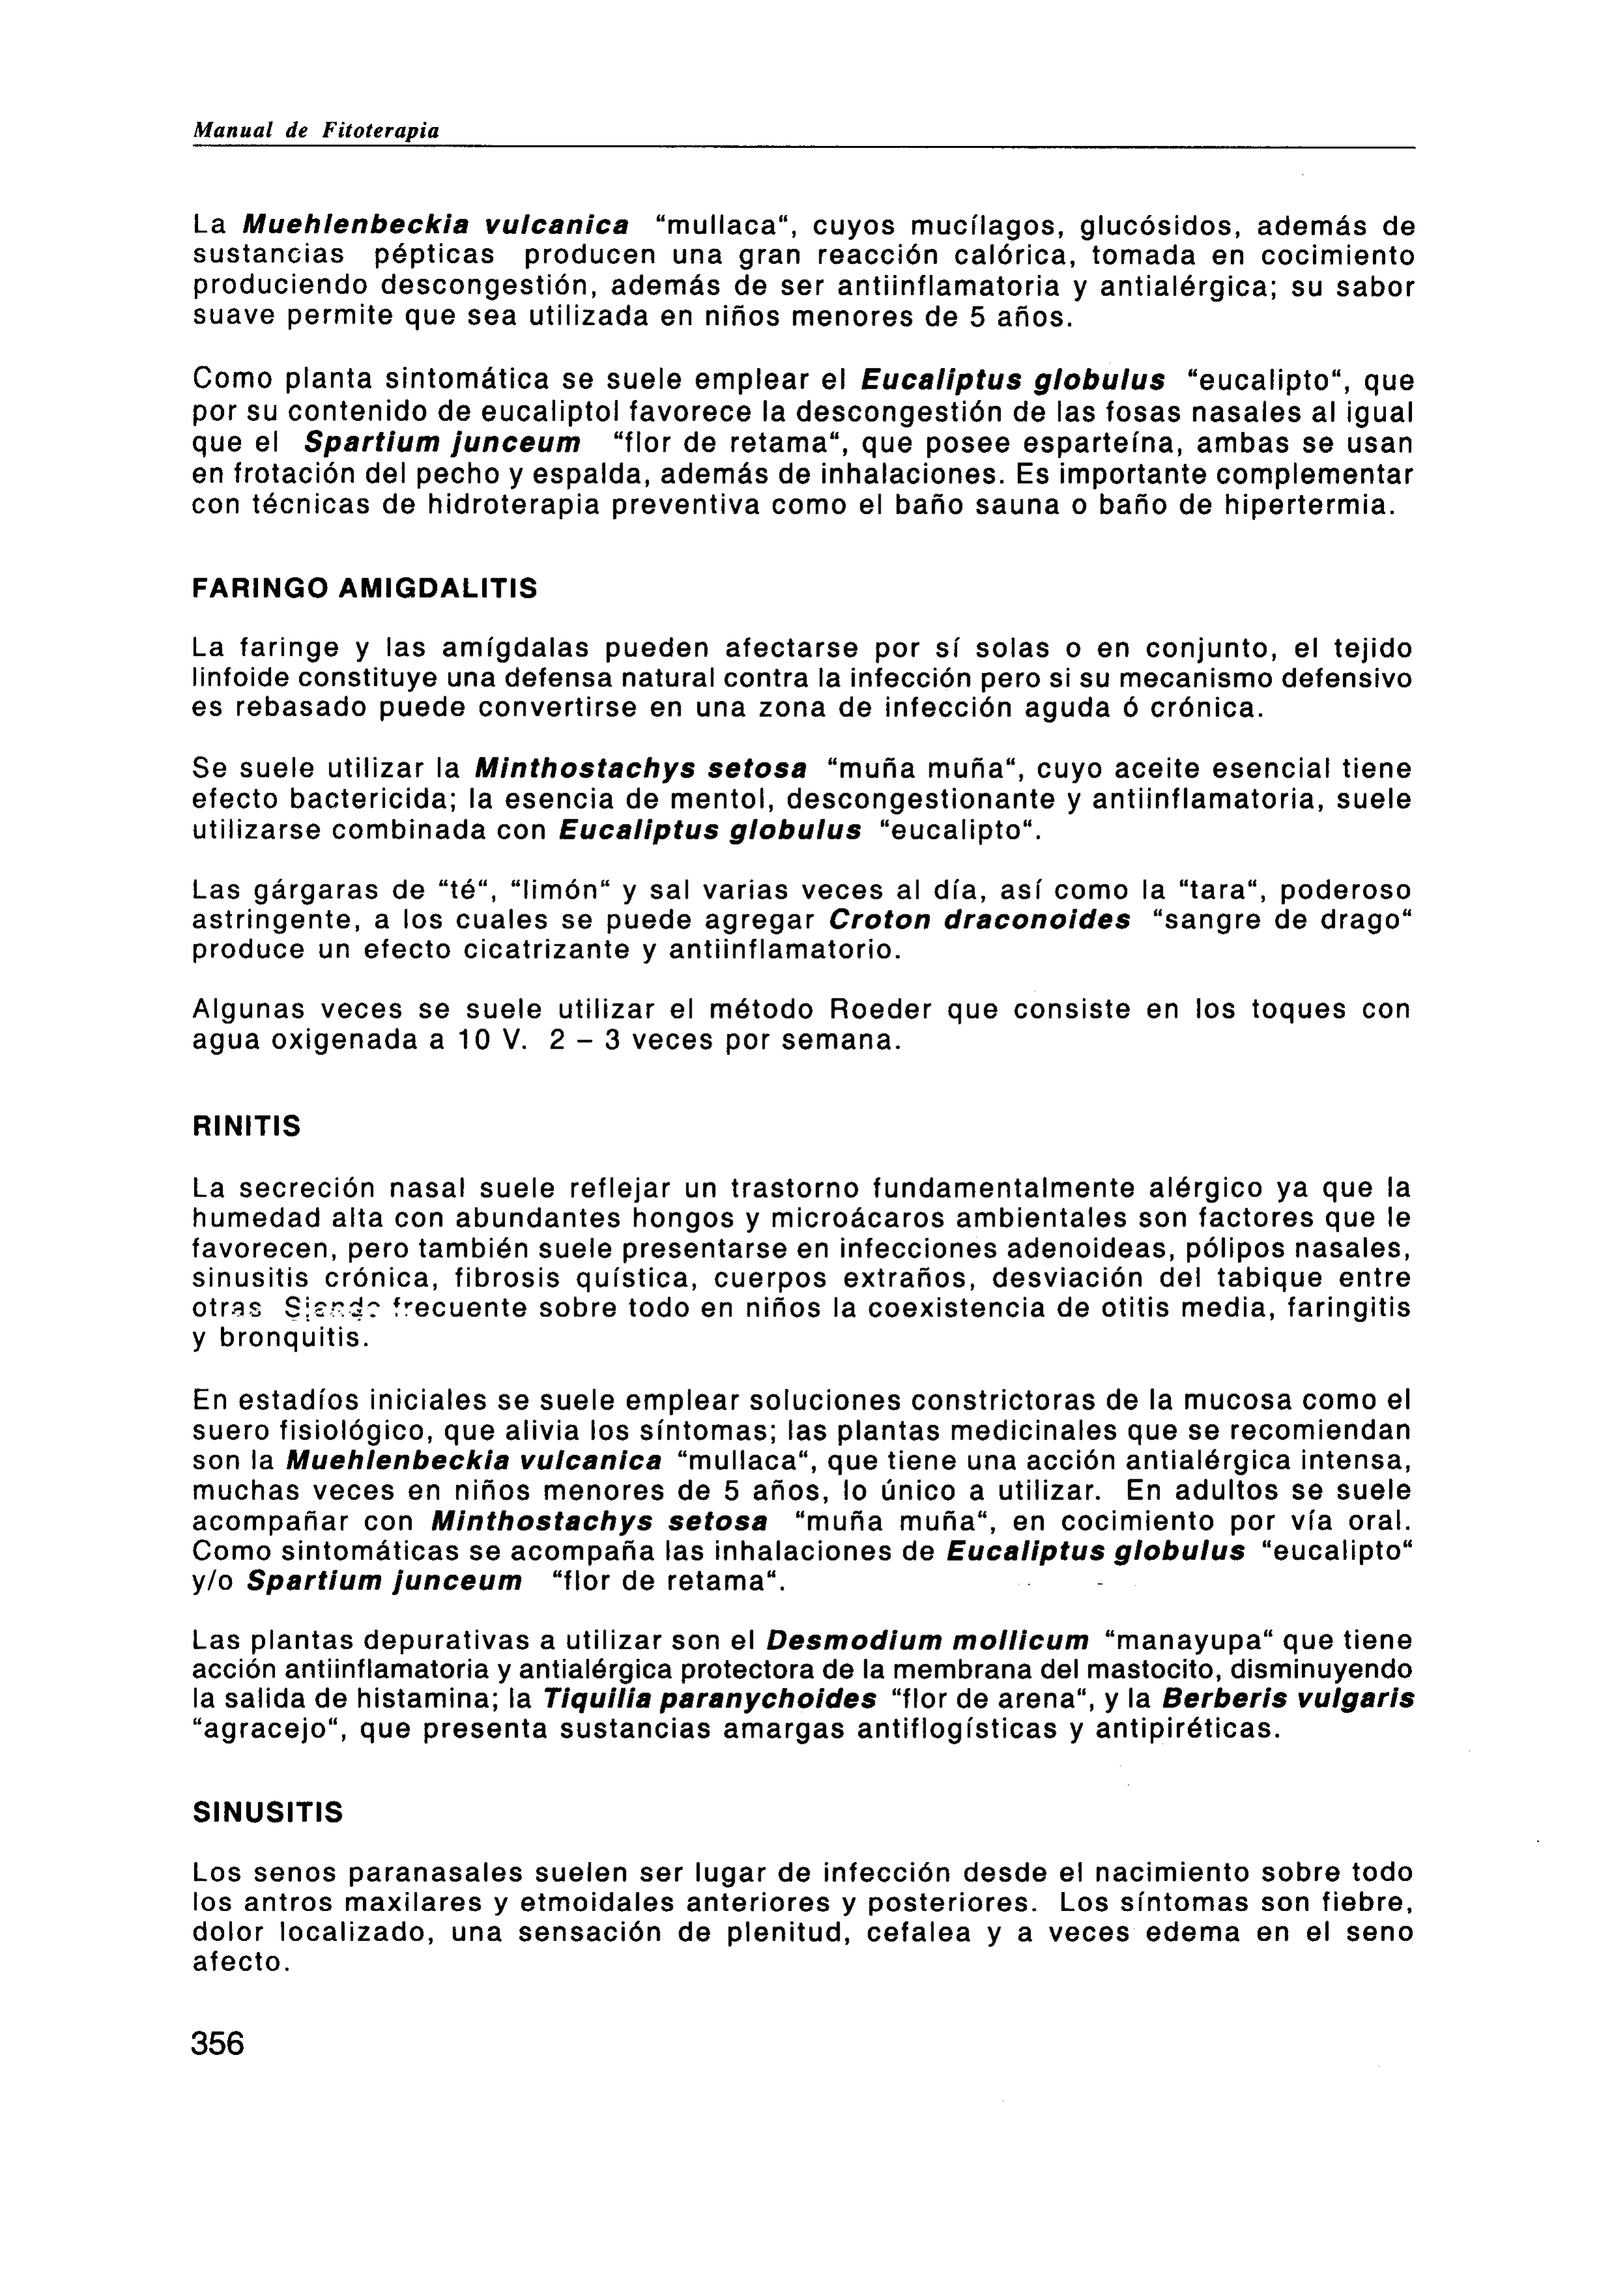 Manual de Fitoterapia
La Muehlenbeckia vulcanica “mullaca“, cuyos mucílagos, glucósidos, además de
sustancias pépticas producen una gran reacción calórica, tomada en cocimiento
produciendo descongestión, además de ser antiinflamatoria y antialérgica; su sabor
suave permite que sea utilizada en niños menores de 5 años.
Como planta sintomática se suele emplear el Eucaliptus globulus “eucalipto“, que
por su contenido de eucaliptol favorece la descongestión de las fosas nasales al igual
que el Spartium junceum “flor de retama“, que posee esparteína, ambas se usan
en frotación del pecho y espalda, además de inhalaciones. Es importante complementar
con técnicas de hidroterapia preventiva como el baño sauna o baño de hipertermia.
FARINGO AMIGDALITIS
La faringe y las amígdalas pueden afectarse por sí solas o en conjunto, el tejido
linfoide constituye una defensa natural contra la infección pero si su mecanismo defensivo
es rebasado puede convertirse en una zona de infección aguda ó crónica.
Se suele utilizar la Minthostachys setosa “muña muña“, cuyo aceite esencial tiene
efecto bactericida; la esencia de mentol, descongestionante y antiinflamatoria, suele
utilizarse combinada con Eucaliptus globulus “eucalipto“.
Las gárgaras de “té“, “limón“ y sal varias veces al día, así como la “tara“, poderoso
astringente, a los cuales se puede agregar Croton draconoides “sangre de drago“
produce un efecto cicatrizante y antiinflamatorio.
Algunas veces se suele utilizar el método Roeder que consiste en los toques con
agua oxigenada a 10 V. 2 – 3 veces por semana.
RINITIS
La secreción nasal suele reflejar un trastorno fundamentalmente alérgico ya que la
humedad alta con abundantes hongos y microácaros ambientales son factores que le
favorecen, pero también suele presentarse en infecciones adenoideas, pólipos nasales,
sinusitis crónica, fibrosis quística, cuerpos extraños, desviación del tabique entre
otras Siendo frecuente sobre todo en niños la coexistencia de otitis media, faringitis
y bronquitis.
En estadíos iniciales se suele emplear soluciones constrictoras de la mucosa como el
suero fisiológico, que alivia los síntomas; las plantas medicinales que se recomiendan
son la Muehlenbeckia vulcanica “mullaca“, que tiene una acción antialérgica intensa,
muchas veces en niños menores de 5 años, lo único a utilizar. En adultos se suele
acompañar con Minthostachys setosa “muña muña“, en cocimiento por vía oral.
Como sintomáticas se acompaña las inhalaciones de Eucaliptus globulus “eucalipto“
y/o Spartium junceum “flor de retama“.
Las plantas depurativas a utilizar son el Desmodium mollicum “manayupa“ que tiene
acción antiinflamatoria y antialérgica protectora de la membrana del mastocito, disminuyendo
la salida de histamina; la Tiquilia paranychoides “flor de arena“, y la Berberis vulgaris
“agracejo“, que presenta sustancias amargas antiflogísticas y antipiréticas.
SINUSITIS
Los senos paranasales suelen ser lugar de infección desde el nacimiento sobre todo
los antros maxilares y etmoidales anteriores y posteriores. Los síntomas son fiebre,
dolor localizado, una sensación de plenitud, cefalea y a veces edema en el seno
afecto.
356